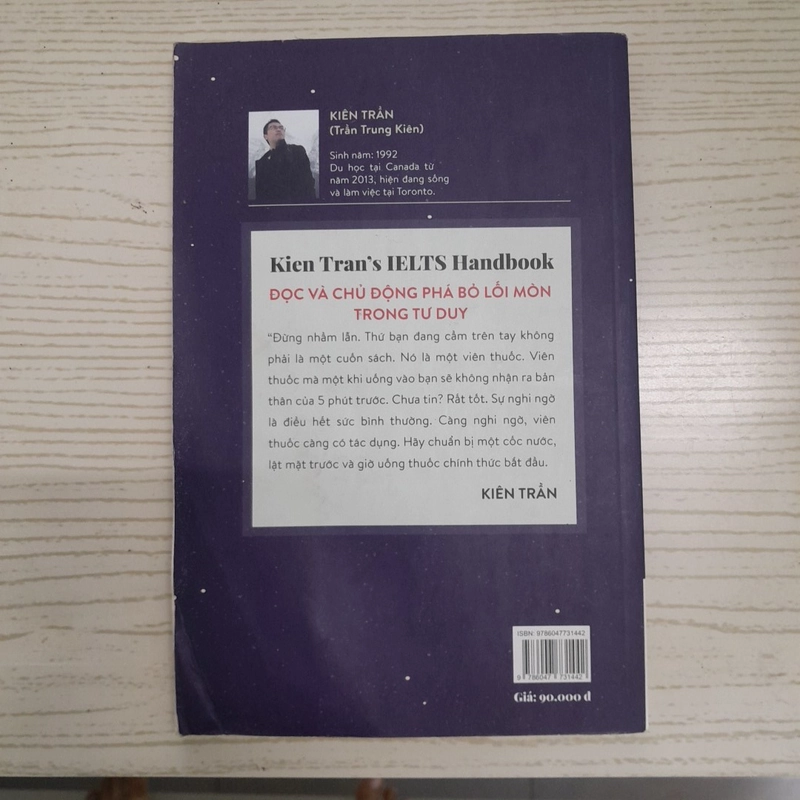 KIÊN TRẦN
(Trần Trung Kiên)
Sinh năm: 1992
Du học tại Canada từ
năm 2013, hiện đang sống
và làm việc tại Toronto.
Kien Tran's IELTS Handbook
ĐỌC VÀ CHỦ ĐỘNG PHÁ BỎ LỐI MÒN
TRONG TƯ DUY
“Đừng nhầm lẫn. Thứ bạn đang cầm trên tay không
phải là một cuốn sách. Nó là một viên thuốc. Viên
thuốc mà một khi uống vào bạn sẽ không nhận ra bản
thân của 5 phút trước. Chưa tin? Rất tốt. Sự nghi ngờ
là điều hết sức bình thường. Càng nghi ngờ, viên
thuốc càng có tác dụng. Hãy chuẩn bị một cốc nước,
lật mặt trước và giờ uống thuốc chính thức bắt đầu.
KIÊN TRẦN
ISBN: 9786047731442
9 786047 731442
Giá: 90.000 đ